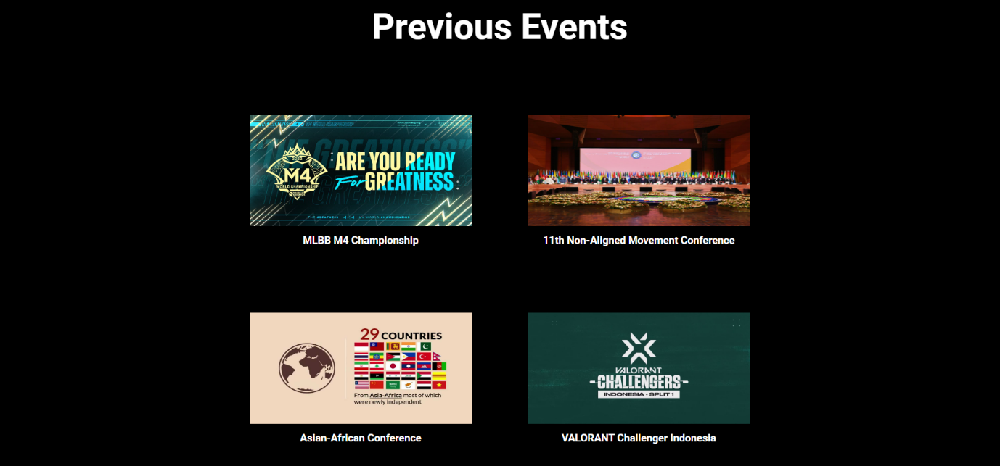 Previous Events
2022
M4
WORLD CHAMPIONSHIP
ARE YOU READY
For GREATNESS
MLBB M4 Championship
11th Non-Aligned Movement Conference
29 COUNTRIES
From Asia-Africa most of which
were newly independent
Asian-African Conference
VALORANT
CHALLENGERS
INDONESIA - SPLIT 1
VALORANT Challenger Indonesia